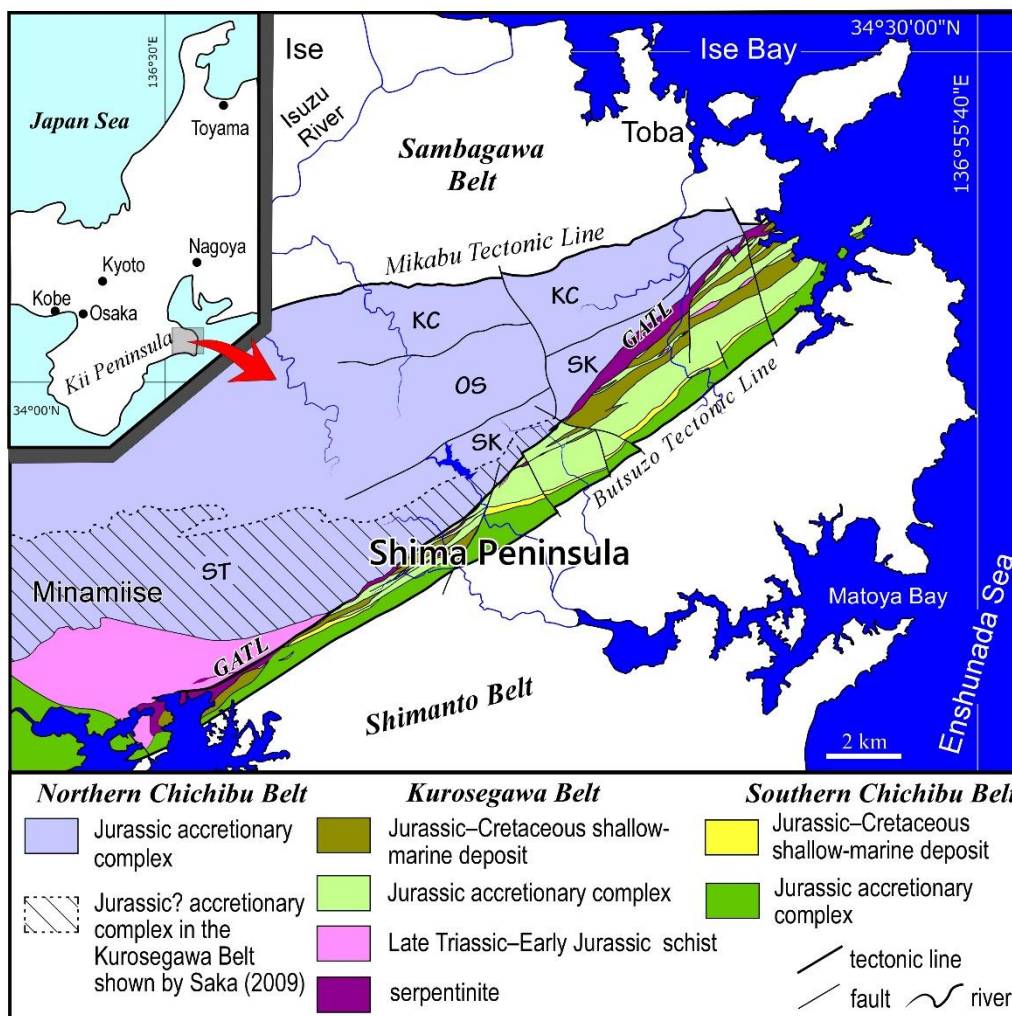 136°30'E
Japan Sea
Toyama
Nagoya
Kyoto
Kobe
Osaka
Kii Peninsula
34°00'N
Ise
Isuzu
River
Ise Bay
34°30'00"N
136°55'40"E
Toba
Sambagawa
Belt
Mikabu Tectonic Line
KC
KC
GATL
SK
OS
SK
Butsuzo Tectonic Line
ST
Shima Peninsula
Minamiise
GATL
Matoya Bay
Enshunada Sea
Shimanto Belt
2 km
Northern Chichibu Belt
Jurassic accretionary
complex
Jurassic? accretionary
complex in the
Kurosegawa Belt
shown by Saka (2009)
Kurosegawa Belt
Jurassic–Cretaceous shallow-
marine deposit
Jurassic accretionary complex
Late Triassic–Early Jurassic schist
serpentinite
Southern Chichibu Belt
Jurassic–Cretaceous
shallow-marine deposit
Jurassic accretionary
complex
tectonic line
fault
river